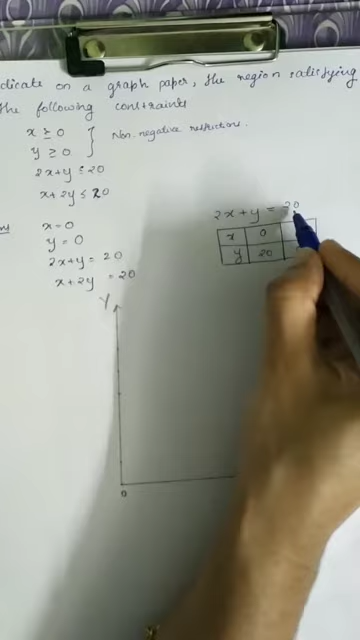 dicate on a graph paper, the region satisfying
the following constraints
x ≥ 0
y ≥ 0
Non. negative restrictions.
2x+y ≤ 20
x+2y ≤ 20
x=0
y=0
2x+y = 20
x+2y = 20
2x+y = 20
x 0
y 20
Y
0